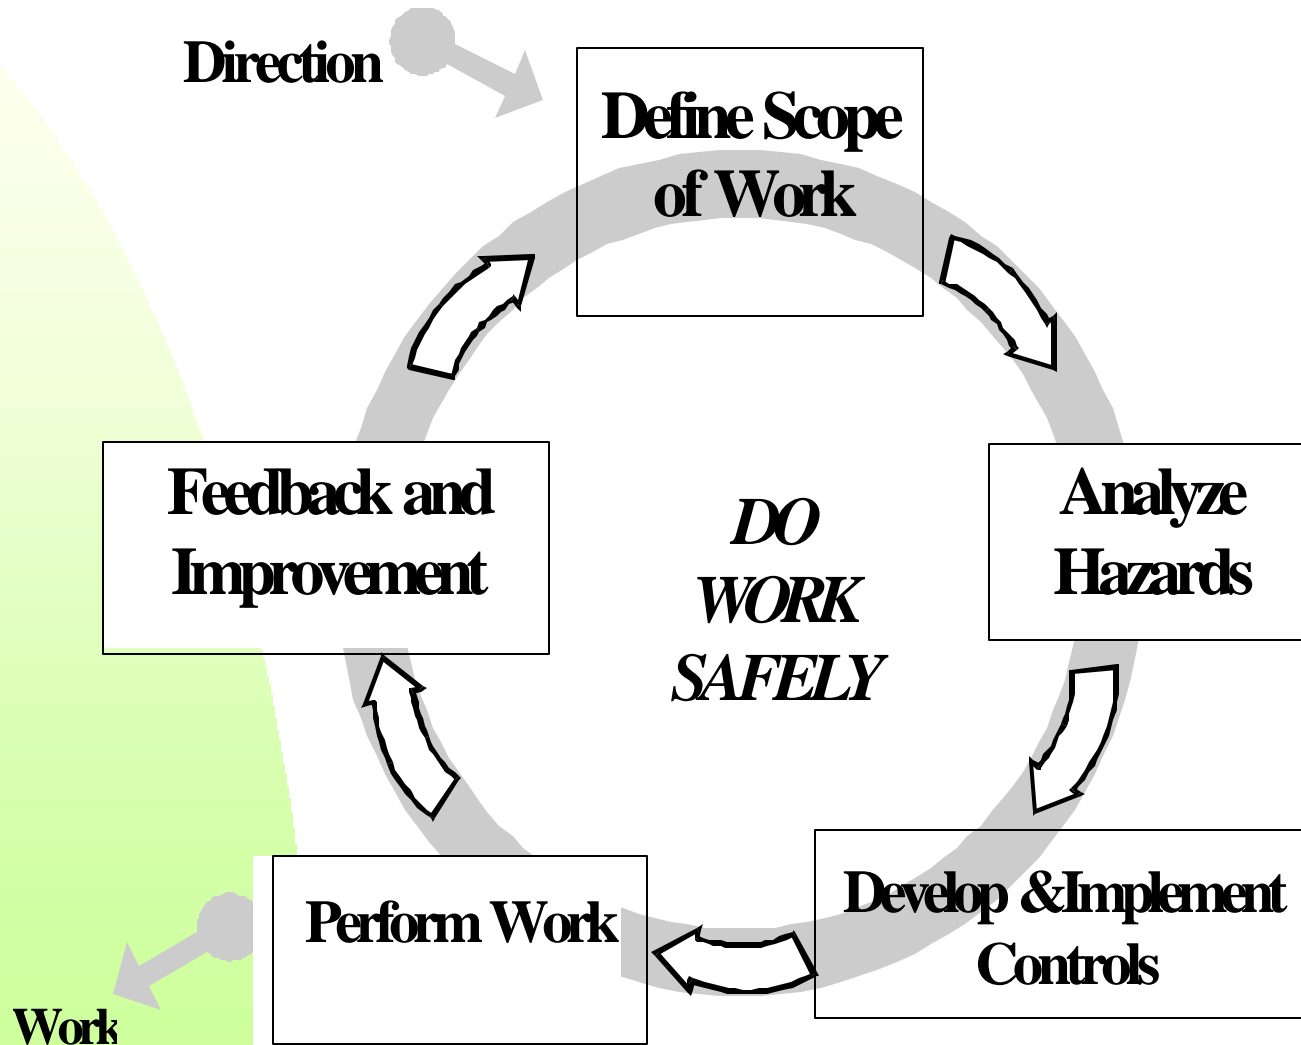 Direction
Define Scope
of Work
Feedback and
Improvement
DO
WORK
SAFELY
Analyze
Hazards
Perform Work
Develop &Implement
Controls
Work